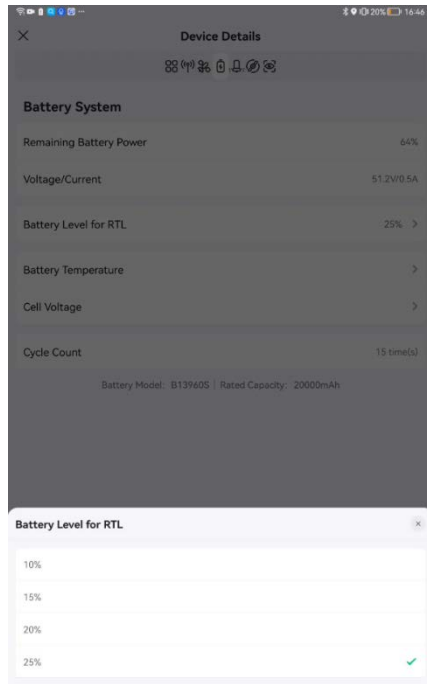 20% 16:46
Device Details
Battery System
Remaining Battery Power 64%
Voltage/Current 51.2V/0.5A
Battery Level for RTL 25%
Battery Temperature
Cell Voltage
Cycle Count 15 time(s)
Battery Model: B13960S | Rated Capacity: 20000mAh
Battery Level for RTL
10%
15%
20%
25%